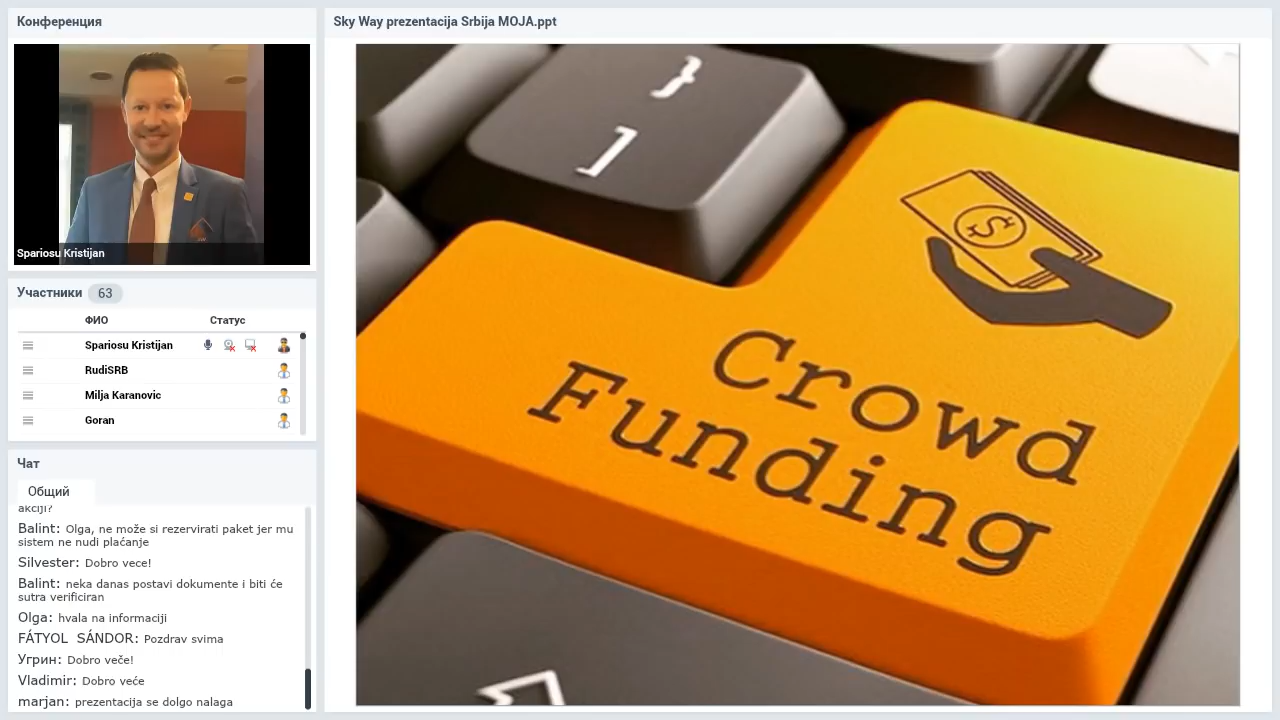 Конференция
Spariosu Kristijan
Участники 63
ФИО Статус
Spariosu Kristijan
RudiSRB
Milja Karanovic
Goran
Чат
Общий
akciji?
Balint: Olga, ne može si rezervirati paket jer mu
sistem ne nudi plaćanje
Silvester: Dobro vece!
Balint: neka danas postavi dokumente i biti će
sutra verificiran
Olga: hvala na informaciji
FÁTYOL SÁNDOR: Pozdrav svima
Угрин: Dobro veče!
Vladimir: Dobro veće
marjan: prezentacija se dolgo nalaga
Sky Way prezentacija Srbija MOJA.ppt
}
]
$
Crowd
Funding